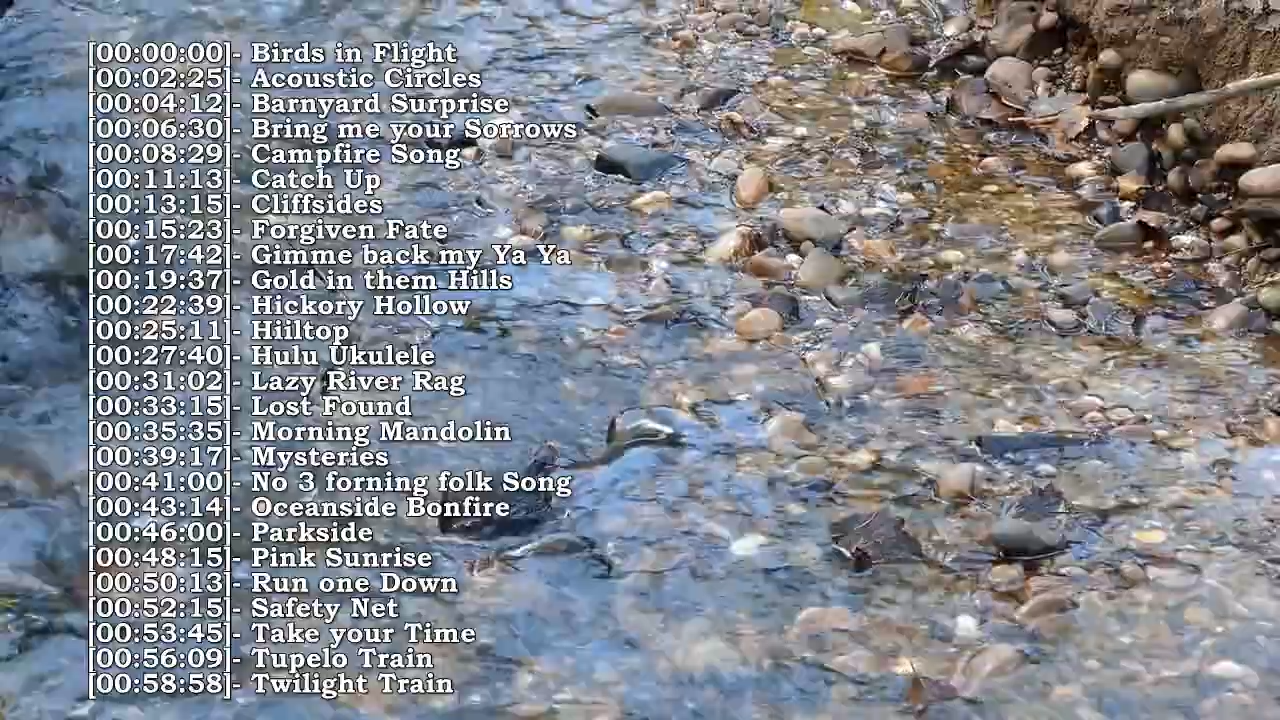 [00:00:00]- Birds in Flight
[00:02:25]- Acoustic Circles
[00:04:12]- Barnyard Surprise
[00:06:30]- Bring me your Sorrows
[00:08:29]- Campfire Song
[00:11:13]- Catch Up
[00:13:15]- Cliffsides
[00:15:23]- Forgiven Fate
[00:17:42]- Gimme back my Ya Ya
[00:19:37]- Gold in them Hills
[00:22:39]- Hickory Hollow
[00:25:11]- Hiiltop
[00:27:40]- Hulu Ukulele
[00:31:02]- Lazy River Rag
[00:33:15]- Lost Found
[00:35:35]- Morning Mandolin
[00:39:17]- Mysteries
[00:41:00]- No 3 forning folk Song
[00:43:14]- Oceanside Bonfire
[00:46:00]- Parkside
[00:48:15]- Pink Sunrise
[00:50:13]- Run one Down
[00:52:15]- Safety Net
[00:53:45]- Take your Time
[00:56:09]- Tupelo Train
[00:58:58]- Twilight Train